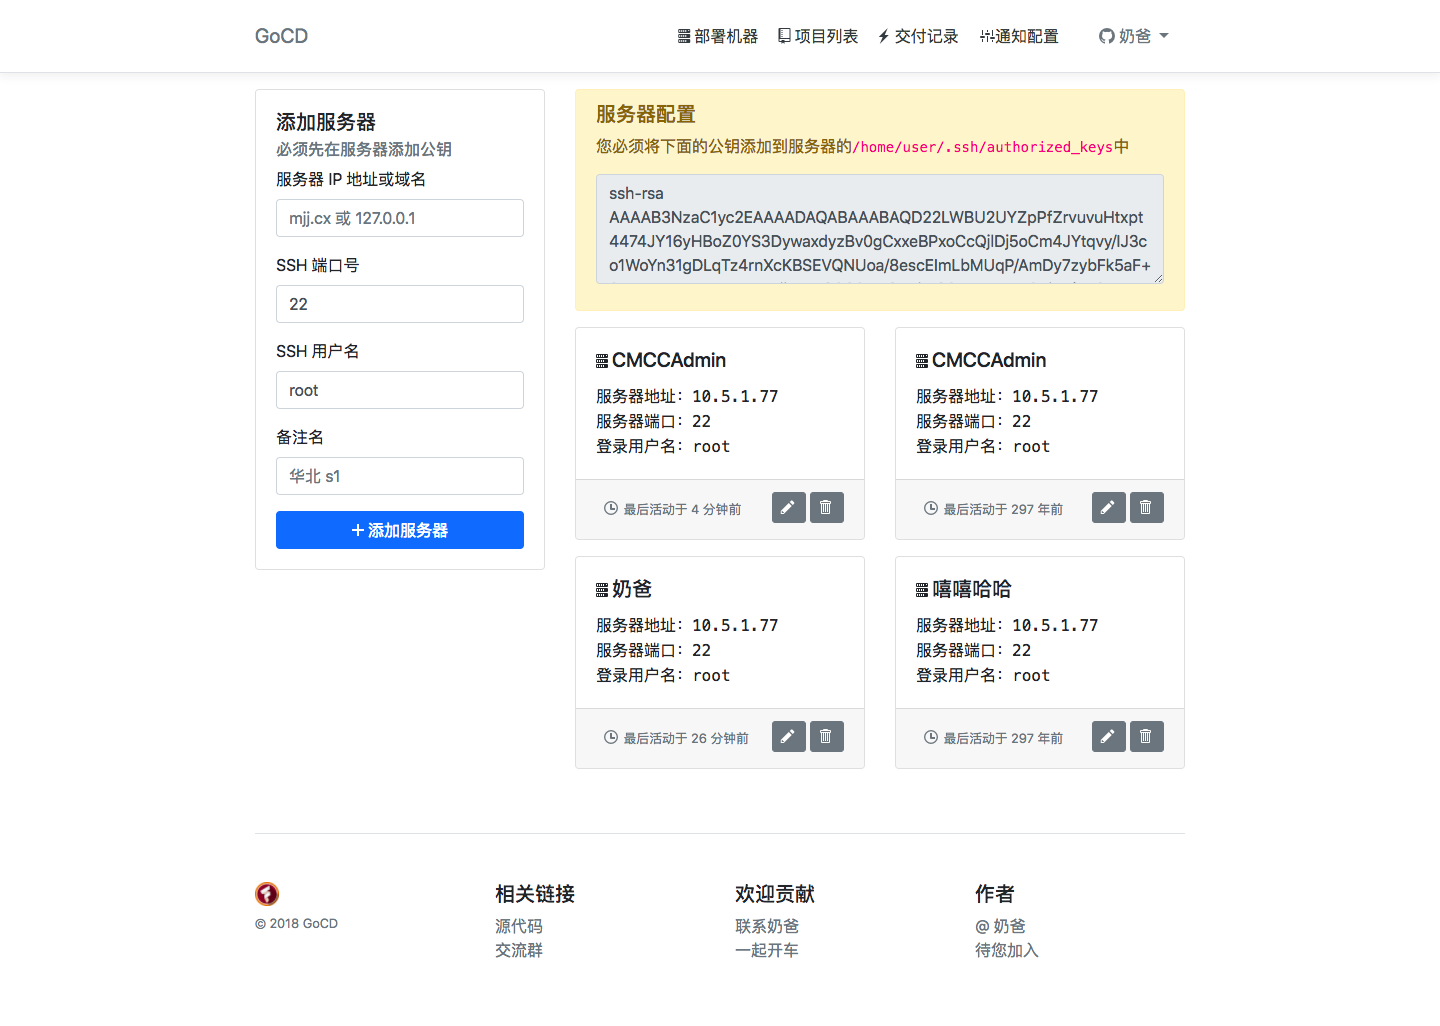 GoCD
部署机器
项目列表
交付记录
通知配置
奶爸
添加服务器
必须先在服务器添加公钥
服务器 IP 地址或域名
mjj.cx 或 127.0.0.1
SSH 端口号
22
SSH 用户名
root
备注名
华北 s1
添加服务器
服务器配置
您必须将下面的公钥添加到服务器的/home/user/.ssh/authorized_keys中
ssh-rsa
AAAAB3NzaC1yc2EAAAADAQABAAABAQD22LWBU2UYZpPfZrvuvuHtxpt
4474JY16yHBoZ0YS3DywaxdyzBv0gCxxeBPxoCcQjlDj5oCm4JYtqvy/IJ3c
o1WoYn31gDLqTz4rnXcKBSEVQNUoa/8escEImLbMUqP/AmDy7zybFk5aF+
CMCCAdmin
服务器地址：10.5.1.77
服务器端口：22
登录用户名：root
最后活动于 4 分钟前
CMCCAdmin
服务器地址：10.5.1.77
服务器端口：22
登录用户名：root
最后活动于 297 年前
奶爸
服务器地址：10.5.1.77
服务器端口：22
登录用户名：root
最后活动于 26 分钟前
嘻嘻哈哈
服务器地址：10.5.1.77
服务器端口：22
登录用户名：root
最后活动于 297 年前
© 2018 GoCD
相关链接
源代码
交流群
欢迎贡献
联系奶爸
一起开车
作者
@ 奶爸
待您加入